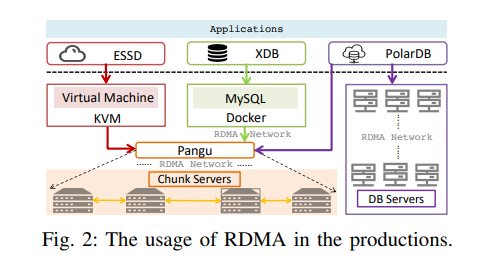 Applications
ESSD
XDB
PolarDB
Virtual Machine
KVM
MySQL
Docker
RDMA Network
RDMA Network
Pangu
RDMA Network
Chunk Servers
DB Servers
Fig. 2: The usage of RDMA in the productions.